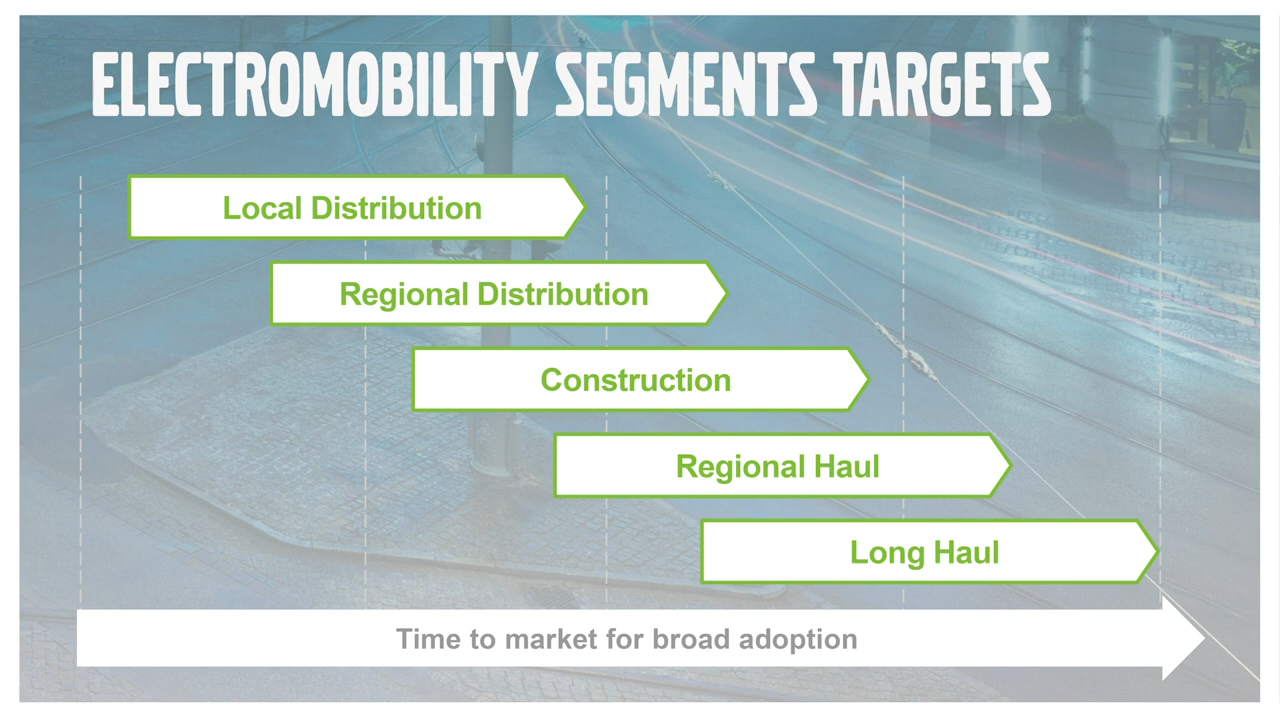 ELECTROMOBILITY SEGMENTS TARGETS
Local Distribution
Regional Distribution
Construction
Regional Haul
Long Haul
Time to market for broad adoption